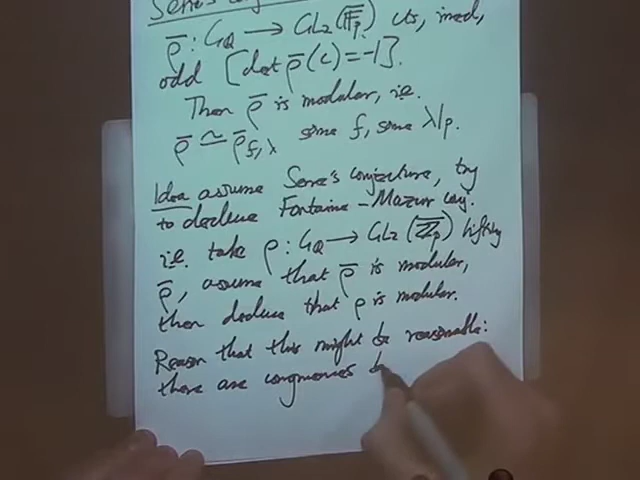 Serre's
ρ̄ : G_Q → GL₂(F̄_p) cts, irred,
odd [det ρ̄(c) = -1].
Then ρ̄ is modular, i.e.
ρ̄ ≃ ρ̄_{f,λ} some f, some λ|p.
Idea assume Serre's conjecture, try
to deduce Fontaine-Mazur conj.
i.e. take ρ : G_Q → GL₂(Z̄_p) lifting
ρ̄, assume that ρ̄ is modular,
then deduce that ρ is modular.
Reason that this might be reasonable:
there are congruences b